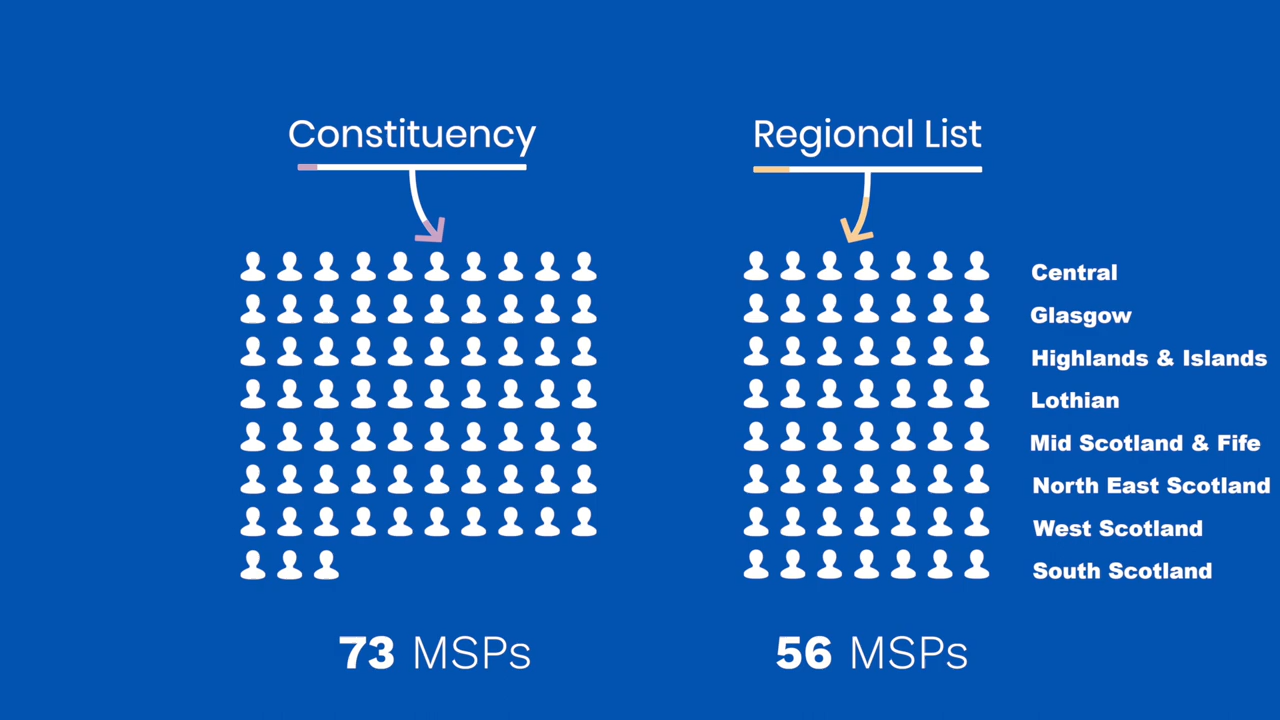 Constituency
Regional List
Central
Glasgow
Highlands & Islands
Lothian
Mid Scotland & Fife
North East Scotland
West Scotland
South Scotland
73 MSPs
56 MSPs